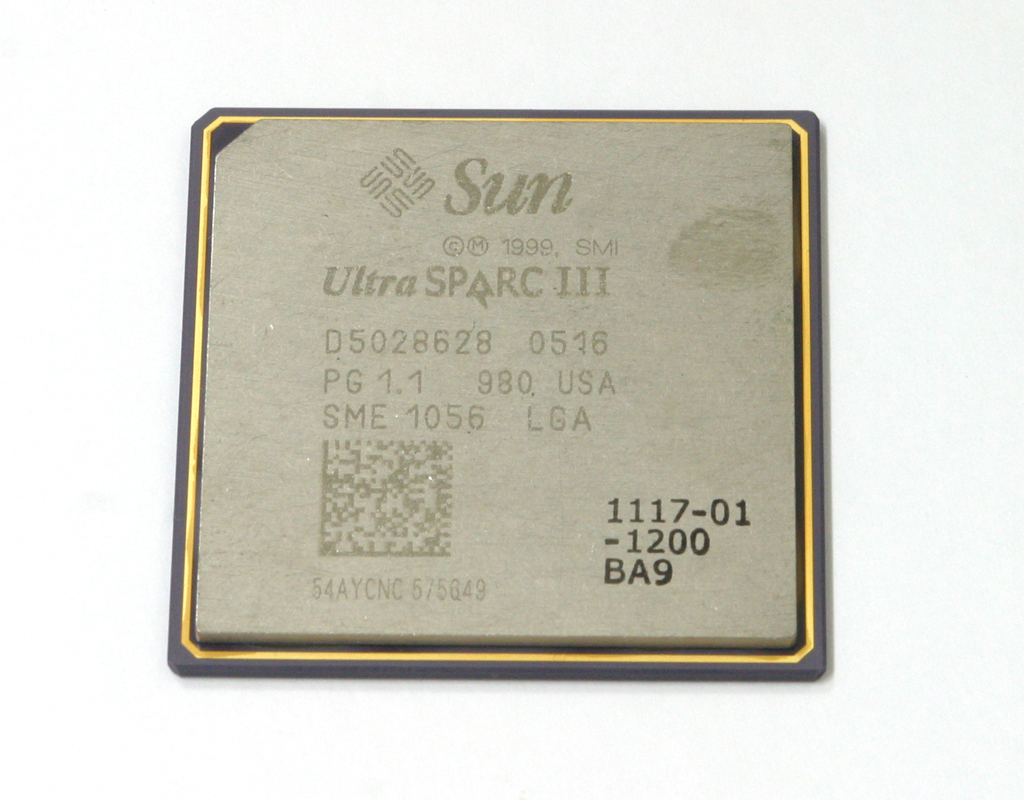 Sun
©Ⓜ 1999, SMI
UltraSPARC III
D5028628 0516
PG 1.1 980, USA
SME 1056 LGA
1117-01
-1200
BA9
54AYCNC 575649